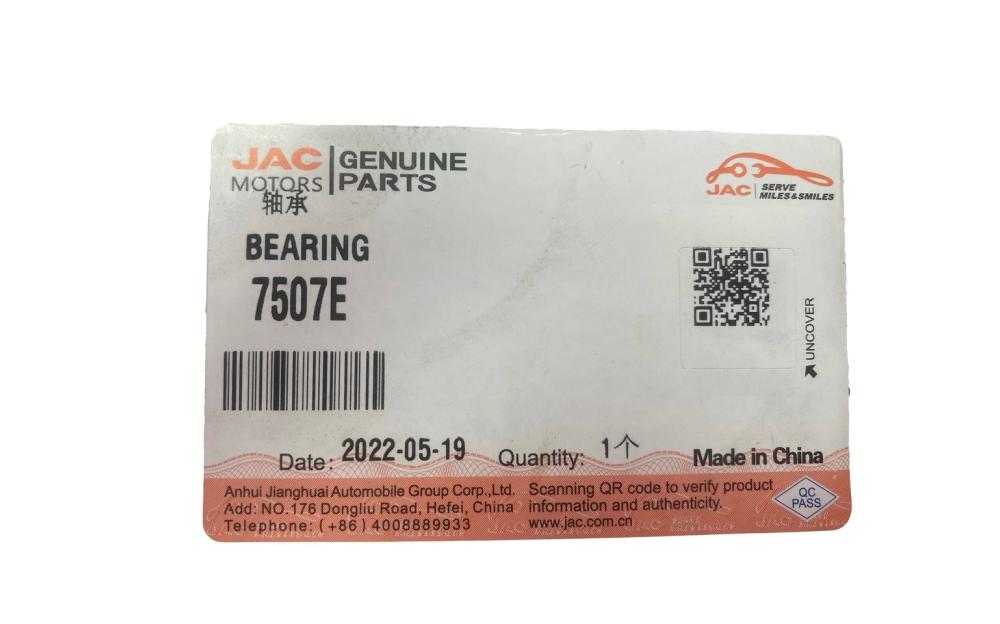 JAC MOTORS GENUINE PARTS
轴承
BEARING
7507E
JAC SERVE MILES&SMILES
UNCOVER
Date: 2022-05-19 Quantity: 1个 Made in China
Anhui Jianghuai Automobile Group Corp.,Ltd.
Add: NO.176 Dongliu Road, Hefei, China
Telephone: (+86) 4008889933
Scanning QR code to verify product
information and authenticity.
www.jac.com.cn
QC
PASS